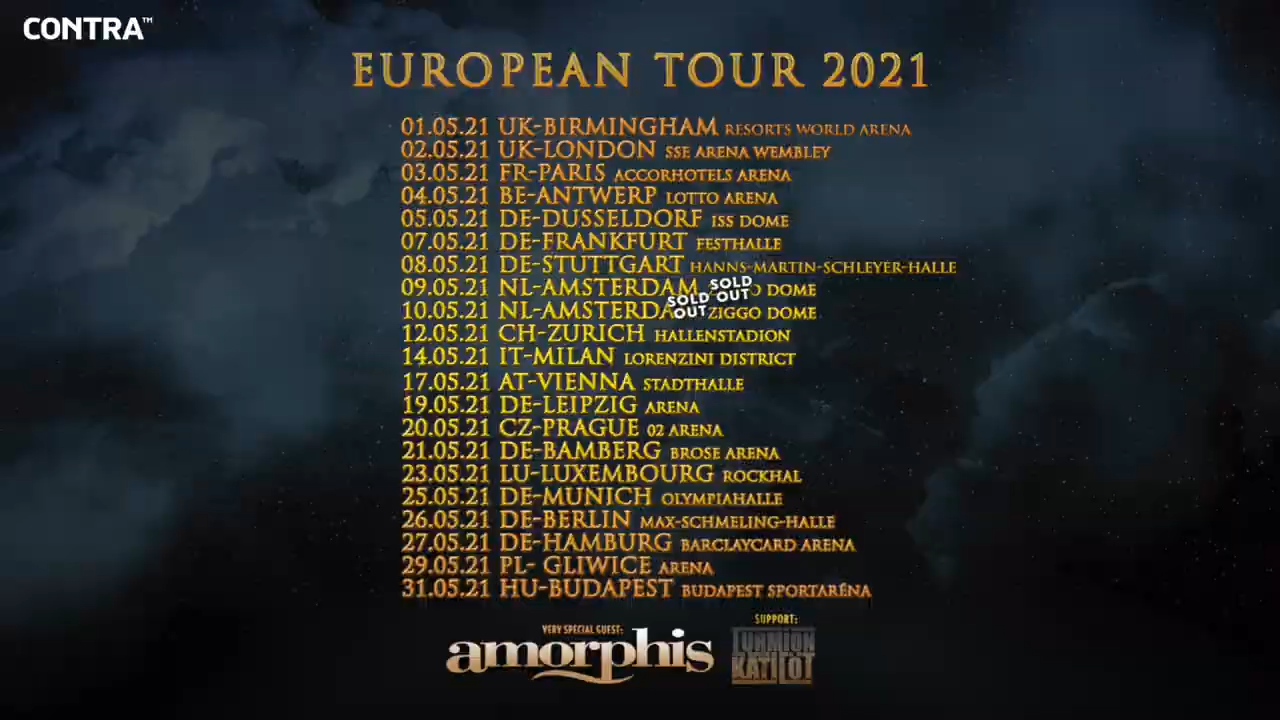 CONTRA™
EUROPEAN TOUR 2021
01.05.21 UK-BIRMINGHAM RESORTS WORLD ARENA
02.05.21 UK-LONDON SSE ARENA WEMBLEY
03.05.21 FR-PARIS ACCORHOTELS ARENA
04.05.21 BE-ANTWERP LOTTO ARENA
05.05.21 DE-DUSSELDORF ISS DOME
07.05.21 DE-FRANKFURT FESTHALLE
08.05.21 DE-STUTTGART HANNS-MARTIN-SCHLEYER-HALLE
09.05.21 NL-AMSTERDAM DOME
SOLD OUT
10.05.21 ZIGGO DOME
SOLD OUT
12.05.21 CH-ZURICH HALLENSTADION
14.05.21 IT-MILAN LORENZINI DISTRICT
17.05.21 AT-VIENNA STADTHALLE
19.05.21 DE-LEIPZIG ARENA
20.05.21 CZ-PRAGUE 02 ARENA
21.05.21 DE-BAMBERG BROSE ARENA
23.05.21 LU-LUXEMBOURG ROCKHAL
25.05.21 DE-MUNICH OLYMPIAHALLE
26.05.21 DE-BERLIN MAX-SCHMELING-HALLE
27.05.21 DE-HAMBURG BARCLAYCARD ARENA
29.05.21 PL- GLIWICE ARENA
31.05.21 HU-BUDAPEST BUDAPEST SPORTARÉNA
VERY SPECIAL GUEST:
amorphis
SUPPORT:
TURMION
KATILÖT